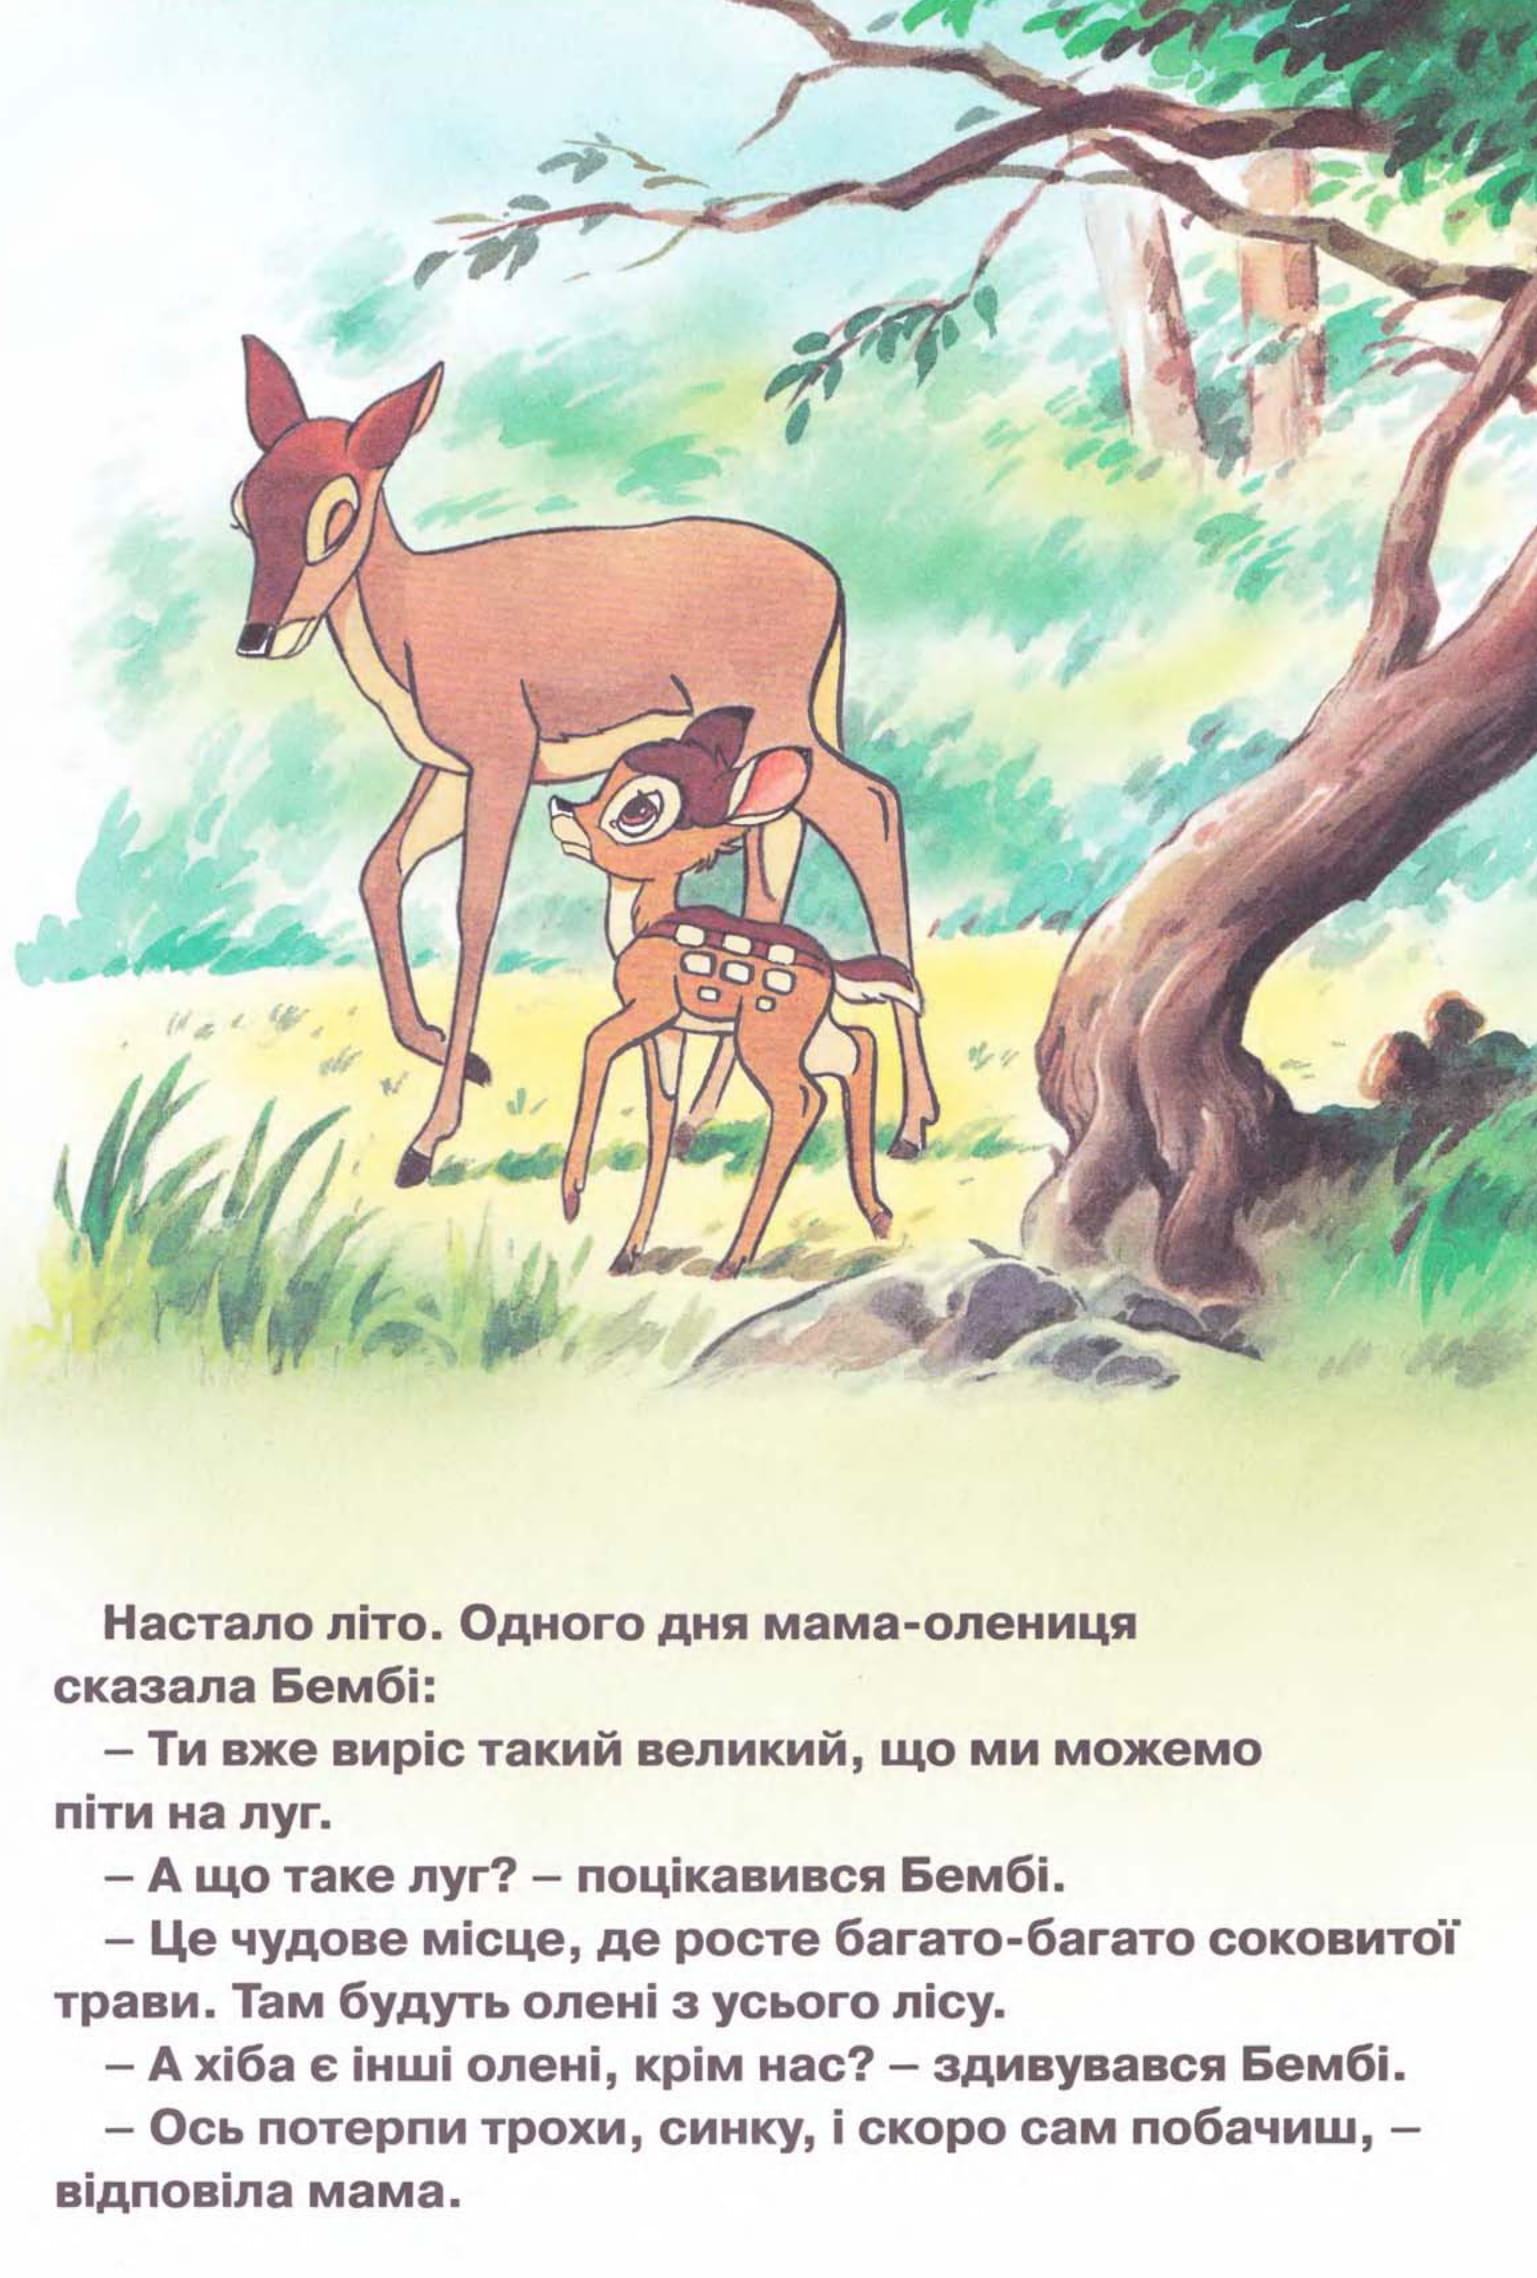 Настало літо. Одного дня мама-олениця
сказала Бембі:
– Ти вже виріс такий великий, що ми можемо
піти на луг.
– А що таке луг? – поцікавився Бембі.
– Це чудове місце, де росте багато-багато соковитої
трави. Там будуть олені з усього лісу.
– А хіба є інші олені, крім нас? – здивувався Бембі.
– Ось потерпи трохи, синку, і скоро сам побачиш, –
відповіла мама.